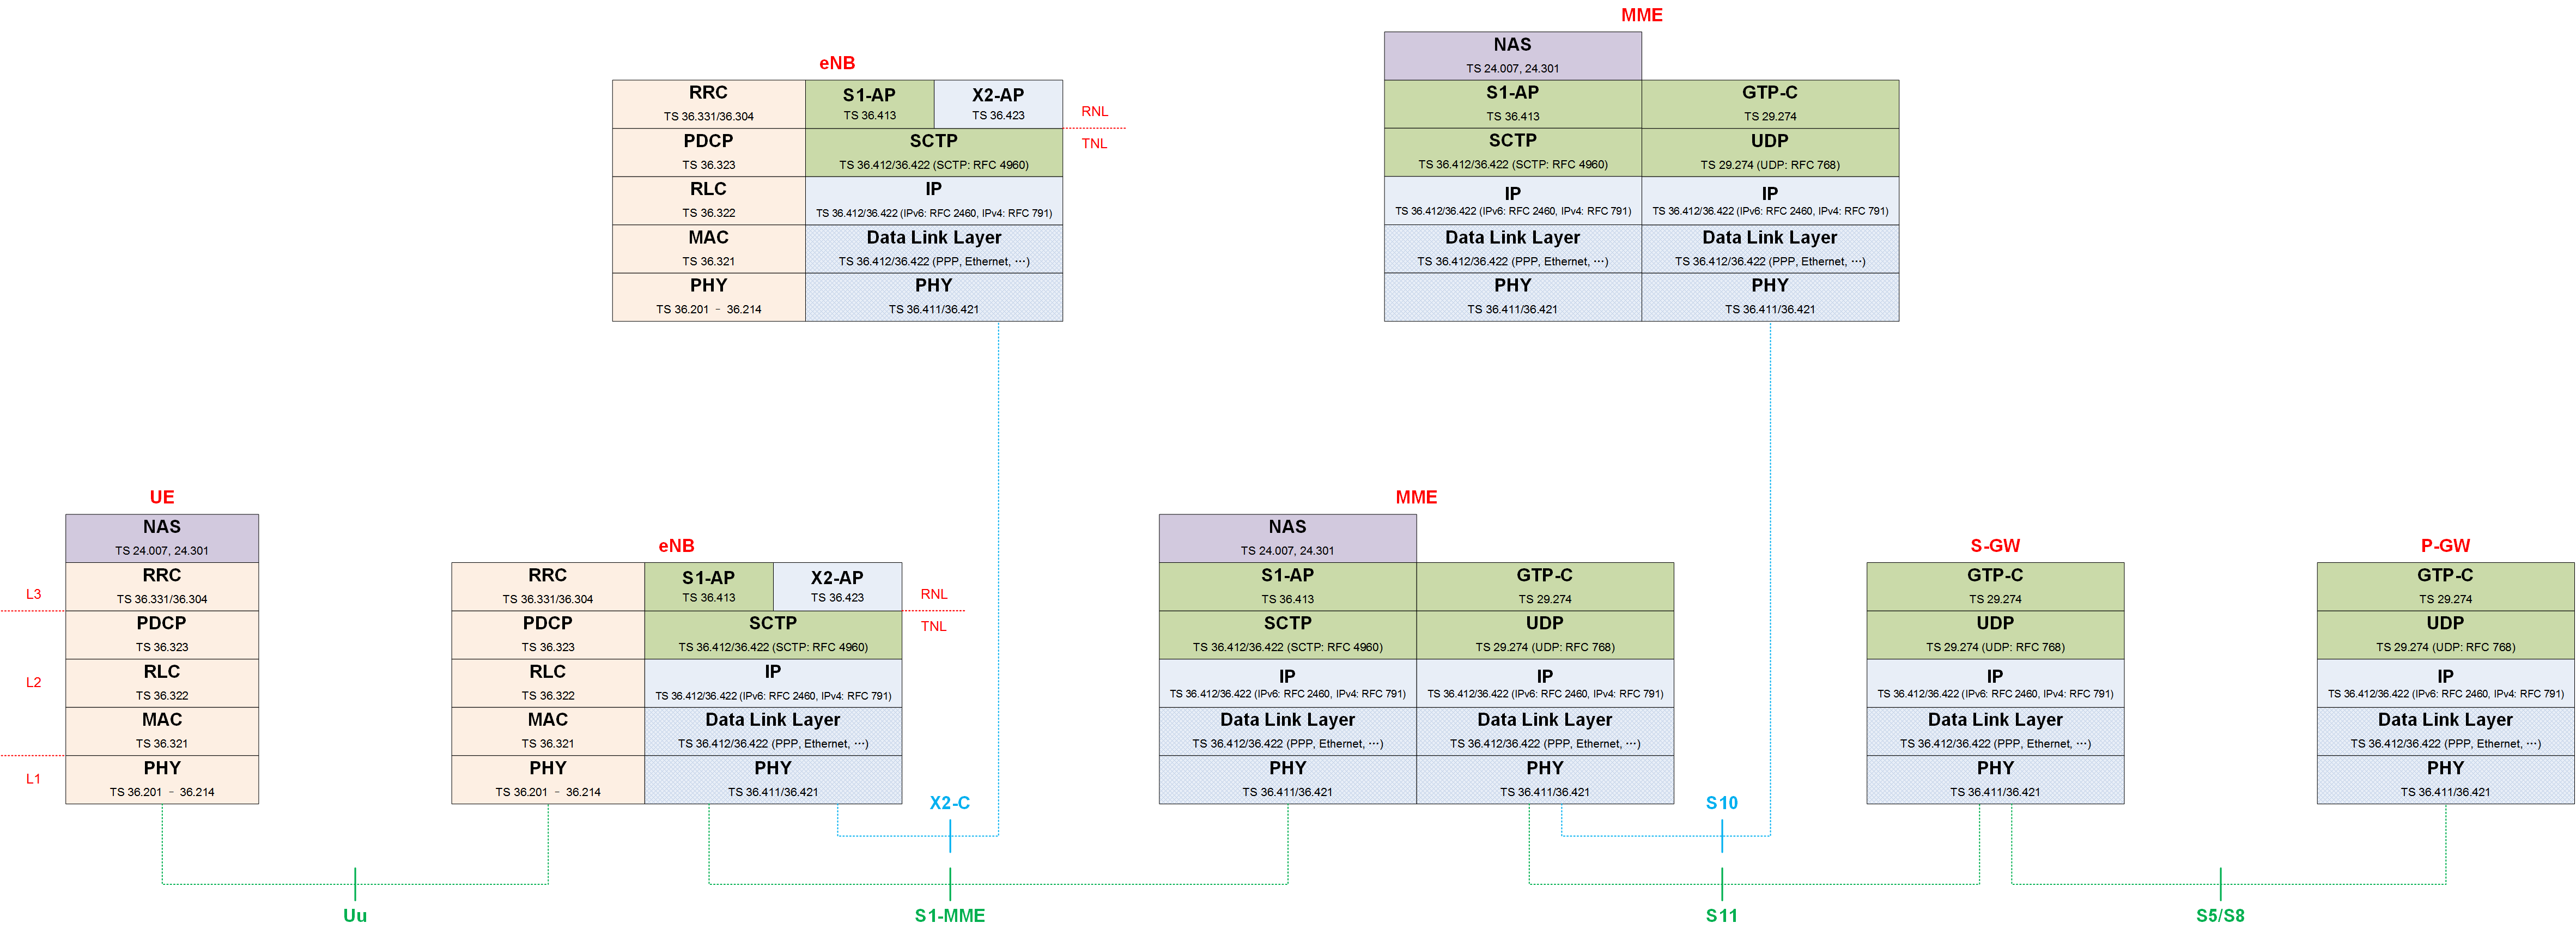 MME
NAS
TS 24.007, 24.301
eNB
RRC
TS 36.331/36.304
S1-AP
TS 36.413
X2-AP
TS 36.423
RNL
TNL
PDCP
TS 36.323
SCTP
TS 36.412/36.422 (SCTP: RFC 4960)
RLC
TS 36.322
IP
TS 36.412/36.422 (IPv6: RFC 2460, IPv4: RFC 791)
MAC
TS 36.321
Data Link Layer
TS 36.412/36.422 (PPP, Ethernet, ⋯)
PHY
TS 36.201 – 36.214
PHY
TS 36.411/36.421
S1-AP
TS 36.413
GTP-C
TS 29.274
SCTP
TS 36.412/36.422 (SCTP: RFC 4960)
UDP
TS 29.274 (UDP: RFC 768)
IP
TS 36.412/36.422 (IPv6: RFC 2460, IPv4: RFC 791)
IP
TS 36.412/36.422 (IPv6: RFC 2460, IPv4: RFC 791)
Data Link Layer
TS 36.412/36.422 (PPP, Ethernet, ⋯)
Data Link Layer
TS 36.412/36.422 (PPP, Ethernet, ⋯)
PHY
TS 36.411/36.421
PHY
TS 36.411/36.421
UE
NAS
TS 24.007, 24.301
RRC
TS 36.331/36.304
L3
PDCP
TS 36.323
RLC
TS 36.322
L2
MAC
TS 36.321
PHY
TS 36.201 – 36.214
L1
eNB
RRC
TS 36.331/36.304
S1-AP
TS 36.413
X2-AP
TS 36.423
RNL
TNL
PDCP
TS 36.323
SCTP
TS 36.412/36.422 (SCTP: RFC 4960)
RLC
TS 36.322
IP
TS 36.412/36.422 (IPv6: RFC 2460, IPv4: RFC 791)
MAC
TS 36.321
Data Link Layer
TS 36.412/36.422 (PPP, Ethernet, ⋯)
PHY
TS 36.201 – 36.214
PHY
TS 36.411/36.421
MME
NAS
TS 24.007, 24.301
S1-AP
TS 36.413
GTP-C
TS 29.274
SCTP
TS 36.412/36.422 (SCTP: RFC 4960)
UDP
TS 29.274 (UDP: RFC 768)
IP
TS 36.412/36.422 (IPv6: RFC 2460, IPv4: RFC 791)
IP
TS 36.412/36.422 (IPv6: RFC 2460, IPv4: RFC 791)
Data Link Layer
TS 36.412/36.422 (PPP, Ethernet, ⋯)
Data Link Layer
TS 36.412/36.422 (PPP, Ethernet, ⋯)
PHY
TS 36.411/36.421
PHY
TS 36.411/36.421
S-GW
GTP-C
TS 29.274
UDP
TS 29.274 (UDP: RFC 768)
IP
TS 36.412/36.422 (IPv6: RFC 2460, IPv4: RFC 791)
Data Link Layer
TS 36.412/36.422 (PPP, Ethernet, ⋯)
PHY
TS 36.411/36.421
P-GW
GTP-C
TS 29.274
UDP
TS 29.274 (UDP: RFC 768)
IP
TS 36.412/36.422 (IPv6: RFC 2460, IPv4: RFC 791)
Data Link Layer
TS 36.412/36.422 (PPP, Ethernet, ⋯)
PHY
TS 36.411/36.421
X2-C
S10
Uu
S1-MME
S11
S5/S8